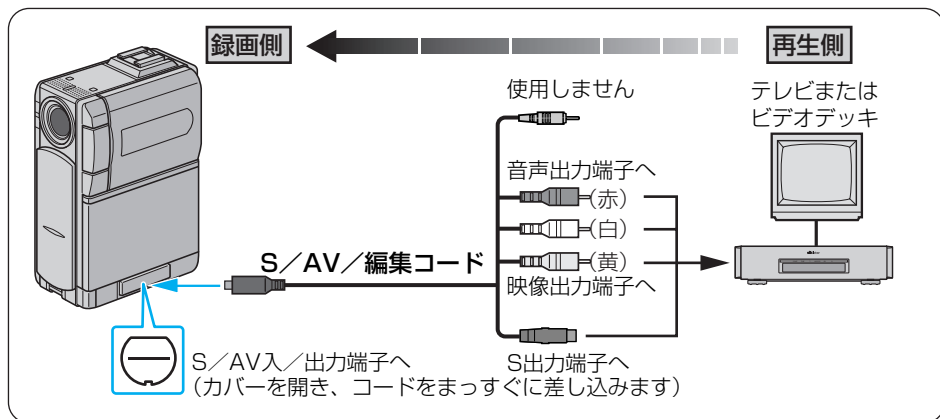 録画側
再生側
使用しません
テレビまたは
ビデオデッキ
音声出力端子へ
(赤)
(白)
S/AV/編集コード
(黄)
映像出力端子へ
S/AV入/出力端子へ
(カバーを開き、コードをまっすぐに差し込みます)
S出力端子へ